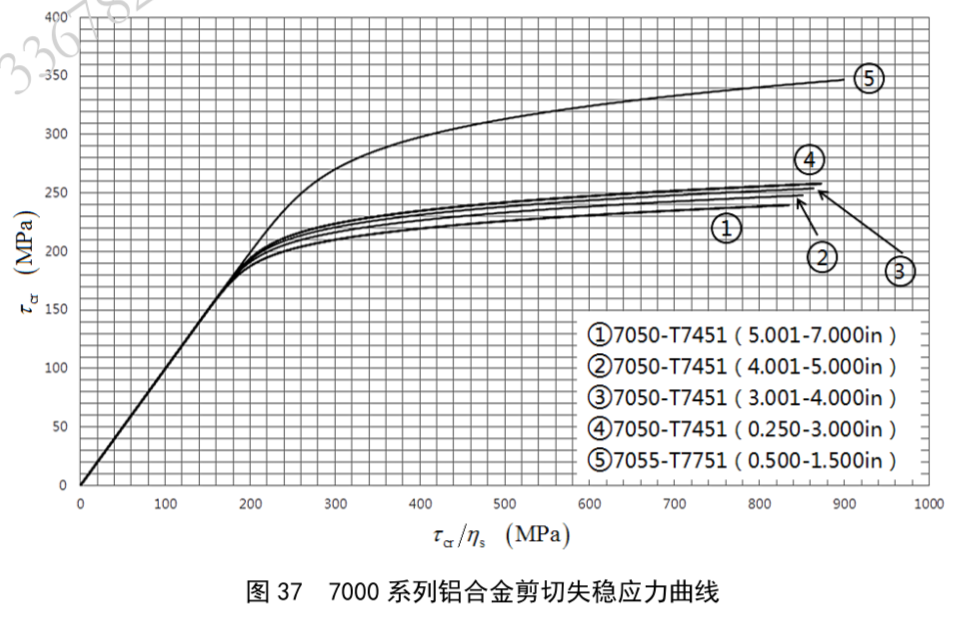 400
350
300
250
200
150
100
50
0
τcr (MPa)
0 100 200 300 400 500 600 700 800 900 1000
τcr/ηs (MPa)
⑤
④
①
②
③
①7050-T7451(5.001-7.000in)
②7050-T7451(4.001-5.000in)
③7050-T7451(3.001-4.000in)
④7050-T7451(0.250-3.000in)
⑤7055-T7751(0.500-1.500in)
图 37 7000 系列铝合金剪切失稳应力曲线